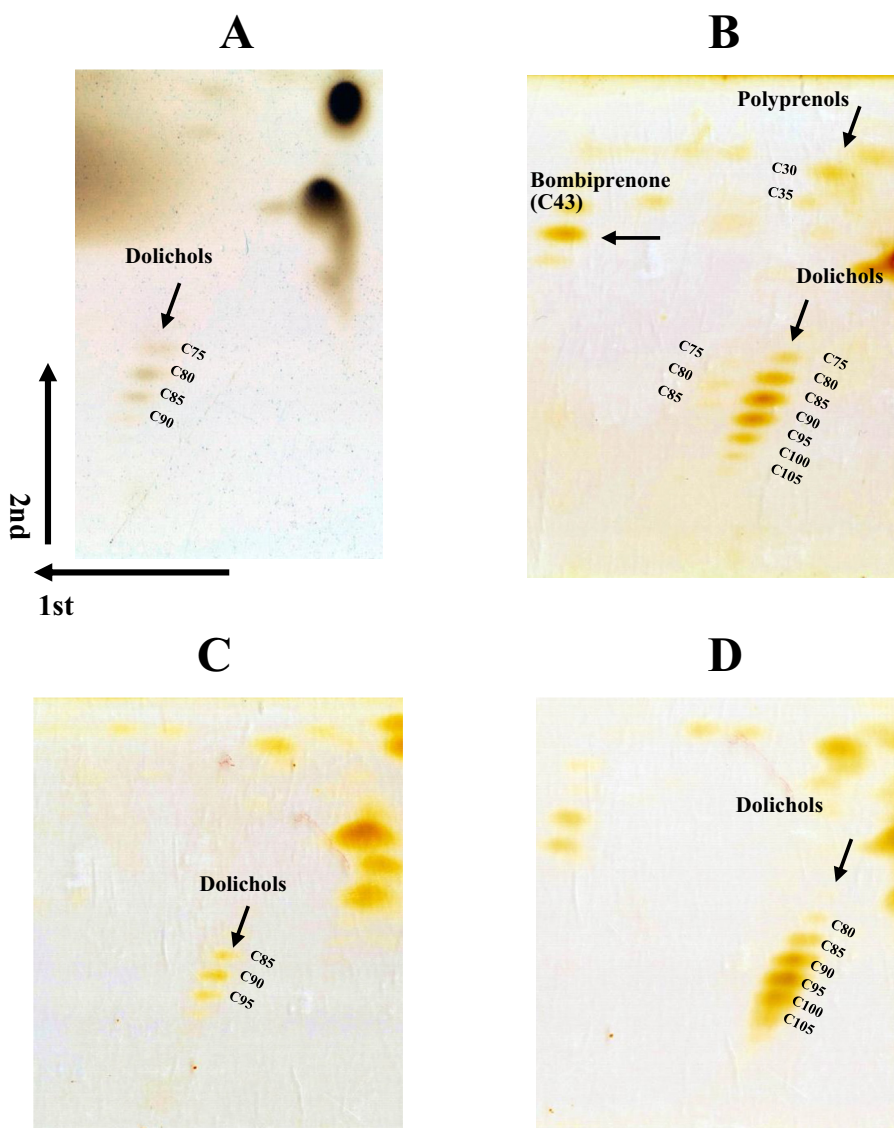 A
B
Polyprenols
C30
C35
Bombiprenone
(C43)
Dolichols
C75
C80
C85
C90
Dolichols
C75
C80
C85
C75
C80
C85
C90
C95
C100
C105
2nd
1st
C
D
Dolichols
C85
C90
C95
Dolichols
C80
C85
C90
C95
C100
C105